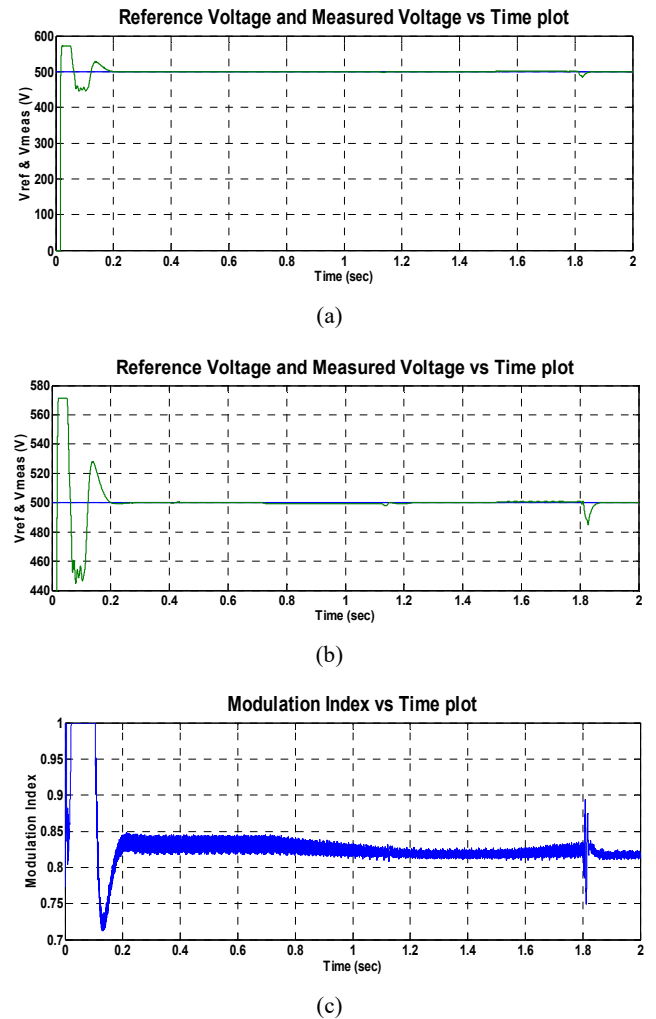 Reference Voltage and Measured Voltage vs Time plot
600
500
400
300
200
100
0
Vref & Vmeas (V)
0 0.2 0.4 0.6 0.8 1 1.2 1.4 1.6 1.8 2
Time (sec)
(a)
Reference Voltage and Measured Voltage vs Time plot
580
560
540
520
500
480
460
440
Vref & Vmeas (V)
0 0.2 0.4 0.6 0.8 1 1.2 1.4 1.6 1.8 2
Time (sec)
(b)
Modulation Index vs Time plot
1
0.95
0.9
0.85
0.8
0.75
0.7
Modulation Index
0 0.2 0.4 0.6 0.8 1 1.2 1.4 1.6 1.8 2
Time (sec)
(c)